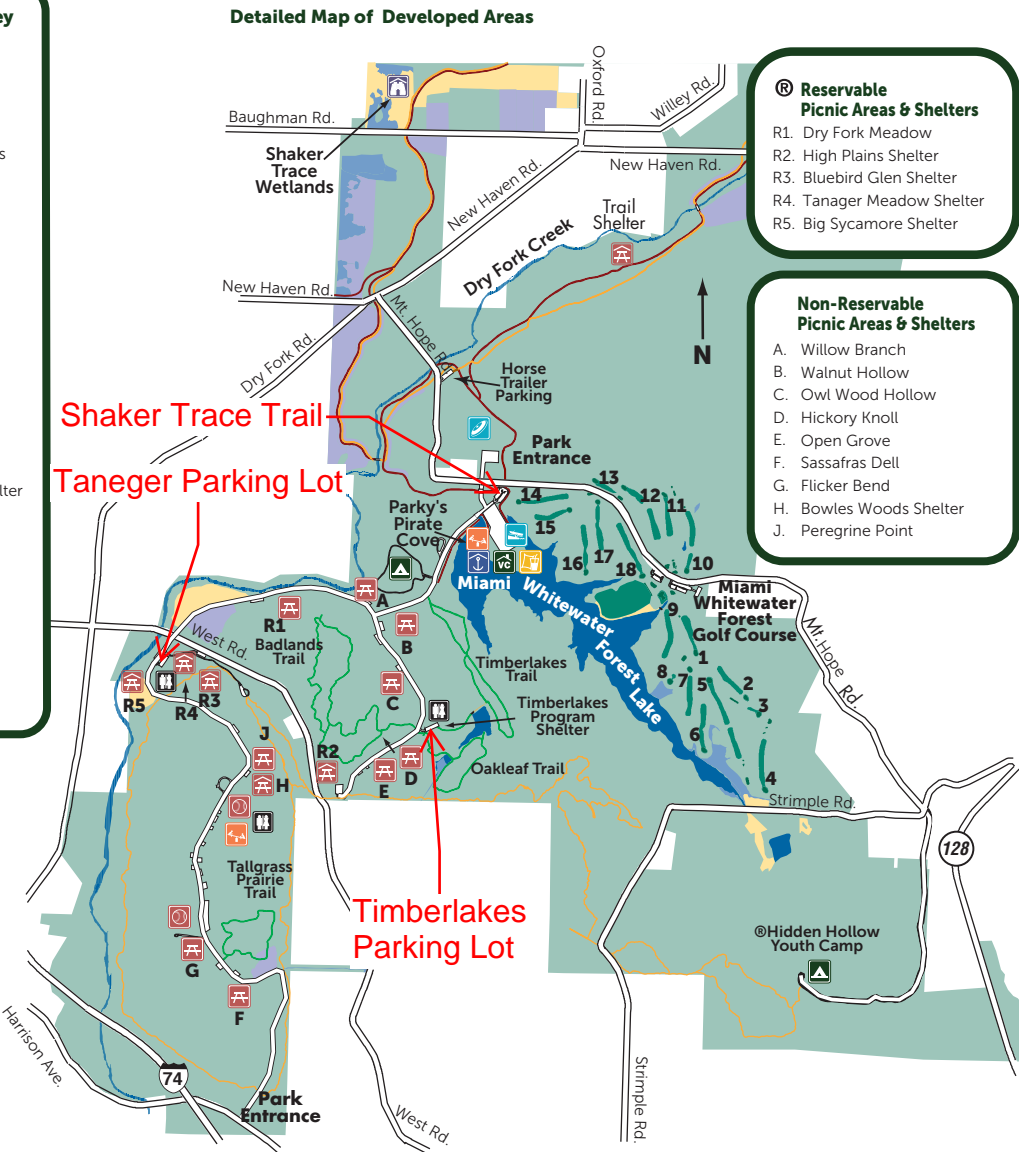 ey
Detailed Map of Developed Areas
s
lter
Oxford Rd.
Willey Rd.
Baughman Rd.
Shaker
Trace
Wetlands
New Haven Rd.
New Haven Rd.
Trail
Shelter
Dry Fork Creek
New Haven Rd.
Mt. Hope Rd.
Dry Fork Rd.
N
Horse
Trailer
Parking
® Reservable
Picnic Areas & Shelters
R1. Dry Fork Meadow
R2. High Plains Shelter
R3. Bluebird Glen Shelter
R4. Tanager Meadow Shelter
R5. Big Sycamore Shelter
Non-Reservable
Picnic Areas & Shelters
A. Willow Branch
B. Walnut Hollow
C. Owl Wood Hollow
D. Hickory Knoll
E. Open Grove
F. Sassafras Dell
G. Flicker Bend
H. Bowles Woods Shelter
J. Peregrine Point
Shaker Trace Trail
Taneger Parking Lot
Park
Entrance
Parky's
Pirate
Cove
13
14
12
11
15
16
17
18
10
VC
Miami Whitewater Forest Lake
Miami
Whitewater
Forest
Golf Course
9
1
8
7
5
2
3
6
4
Mt. Hope Rd.
A
R1
B
Badlands
Trail
West Rd.
Timberlakes
Trail
R5
R4
R3
C
Timberlakes
Program
Shelter
J
R2
D
E
Oakleaf Trail
H
Strimple Rd.
128
Tallgrass
Prairie
Trail
Timberlakes
Parking Lot
®Hidden Hollow
Youth Camp
G
F
Harrison Ave.
74
Park
Entrance
West Rd.
Strimple Rd.